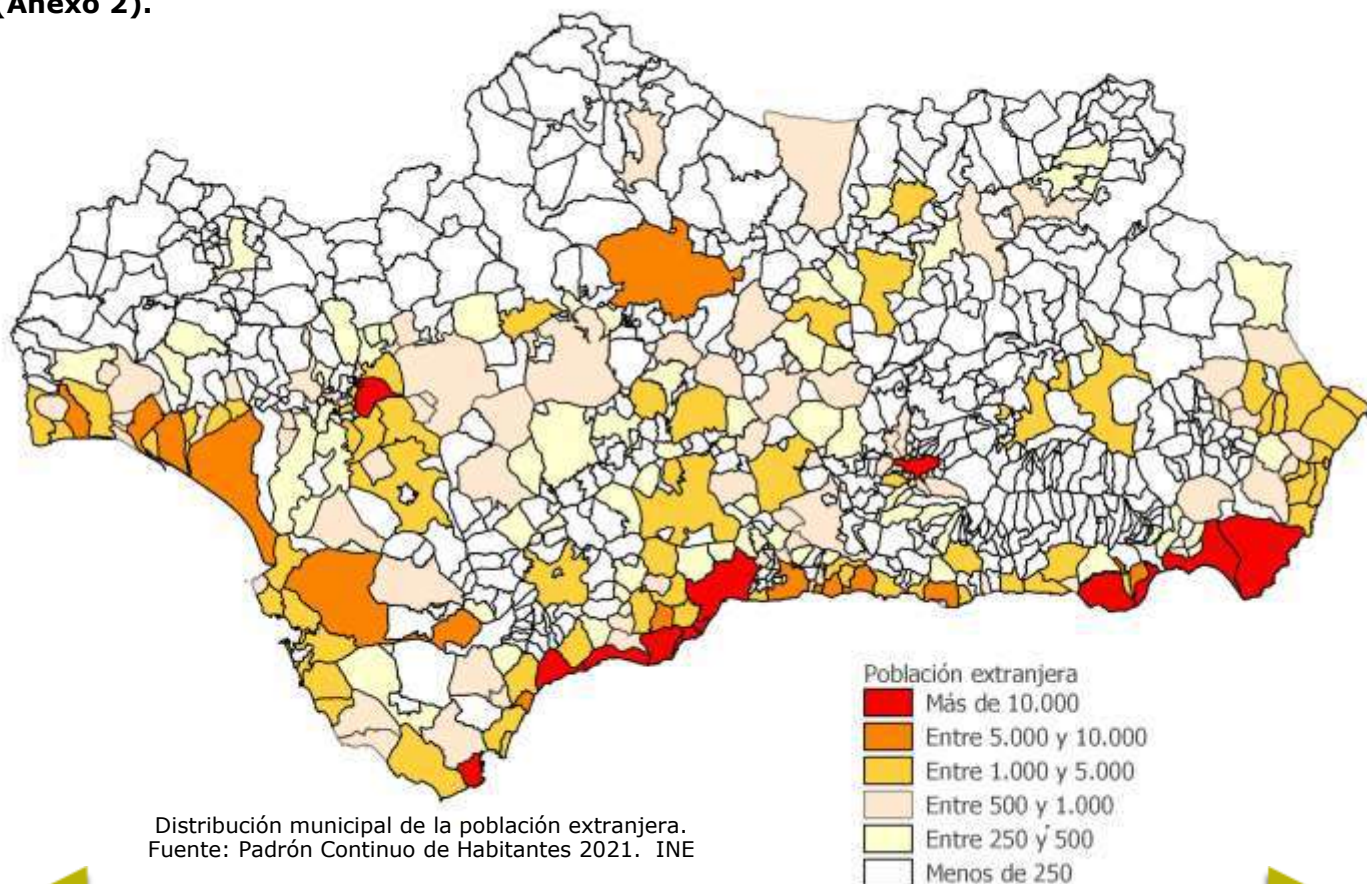 (Anexo 2).
Población extranjera
Más de 10.000
Entre 5.000 y 10.000
Entre 1.000 y 5.000
Entre 500 y 1.000
Entre 250 y 500
Menos de 250
Distribución municipal de la población extranjera.
Fuente: Padrón Continuo de Habitantes 2021. INE